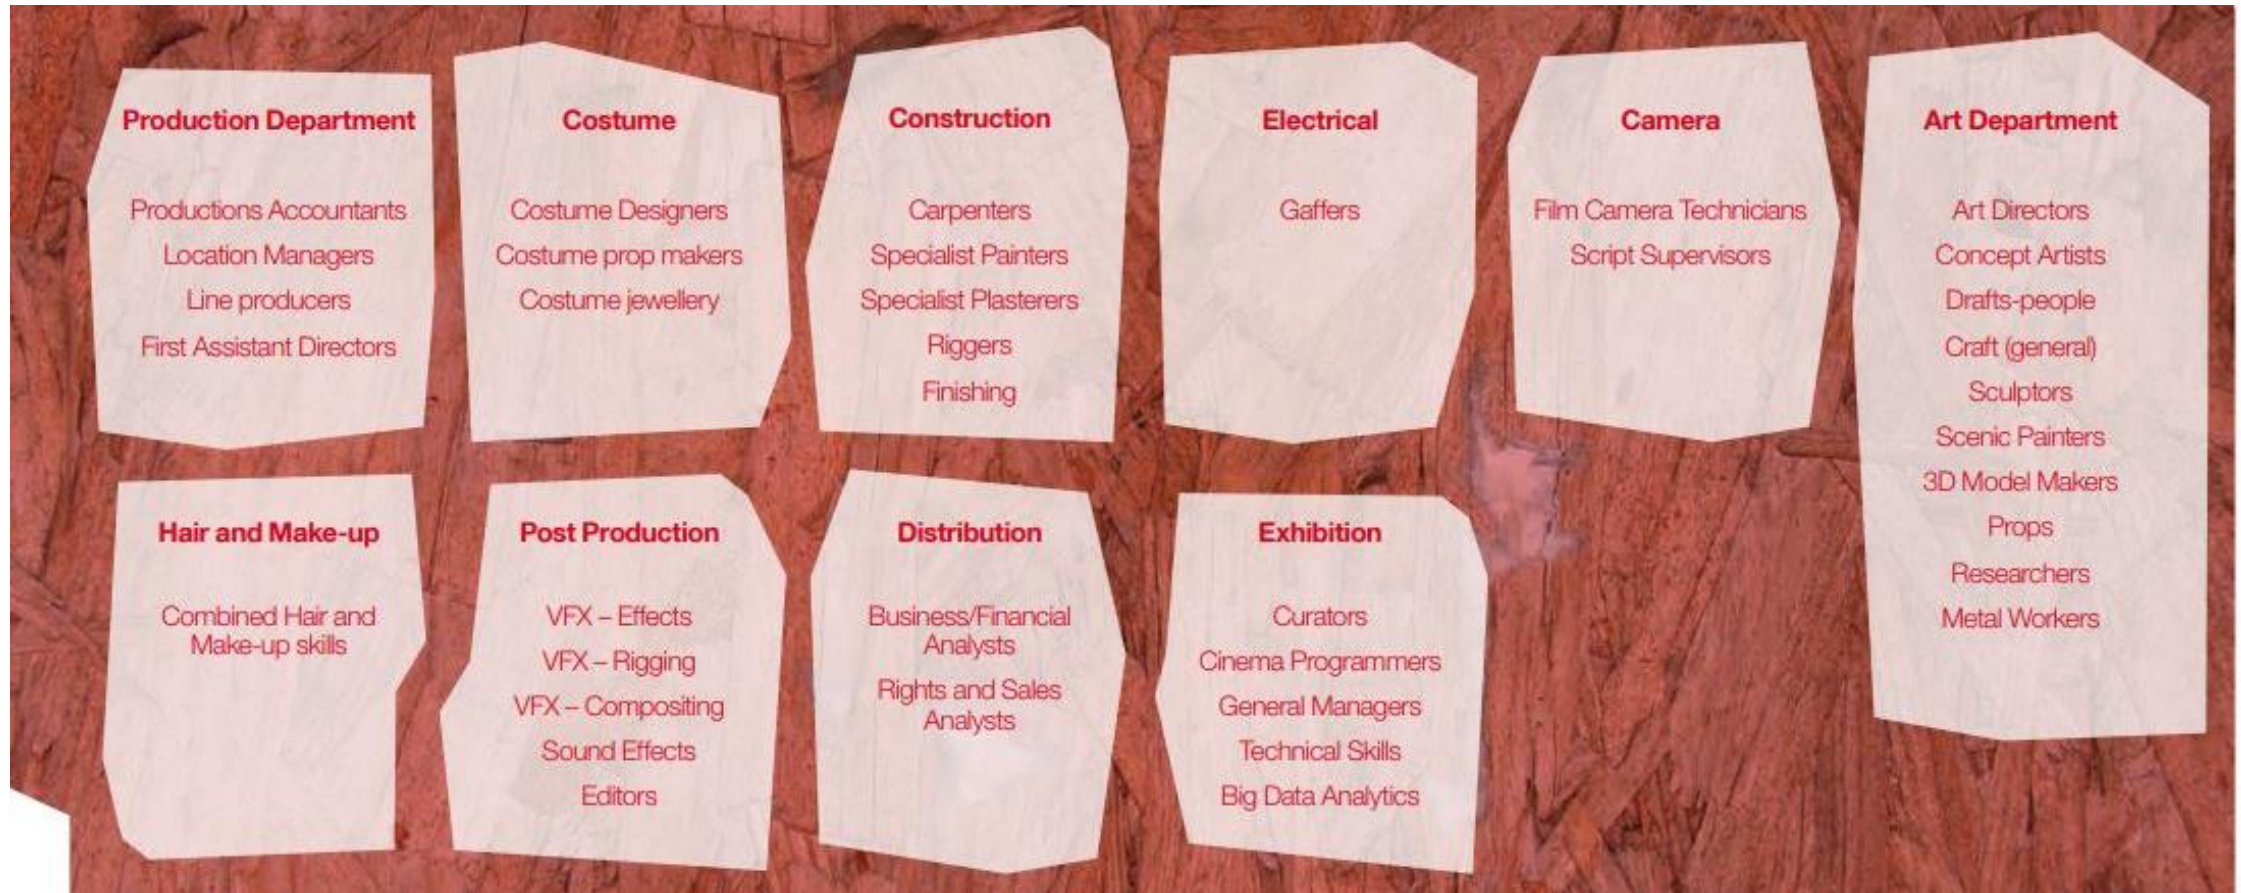 Production Department
Productions Accountants
Location Managers
Line producers
First Assistant Directors
Costume
Costume Designers
Costume prop makers
Costume jewellery
Construction
Carpenters
Specialist Painters
Specialist Plasterers
Riggers
Finishing
Electrical
Gaffers
Camera
Film Camera Technicians
Script Supervisors
Art Department
Art Directors
Concept Artists
Drafts-people
Craft (general)
Sculptors
Scenic Painters
3D Model Makers
Props
Researchers
Metal Workers
Hair and Make-up
Combined Hair and
Make-up skills
Post Production
VFX – Effects
VFX – Rigging
VFX – Compositing
Sound Effects
Editors
Distribution
Business/Financial
Analysts
Rights and Sales
Analysts
Exhibition
Curators
Cinema Programmers
General Managers
Technical Skills
Big Data Analytics